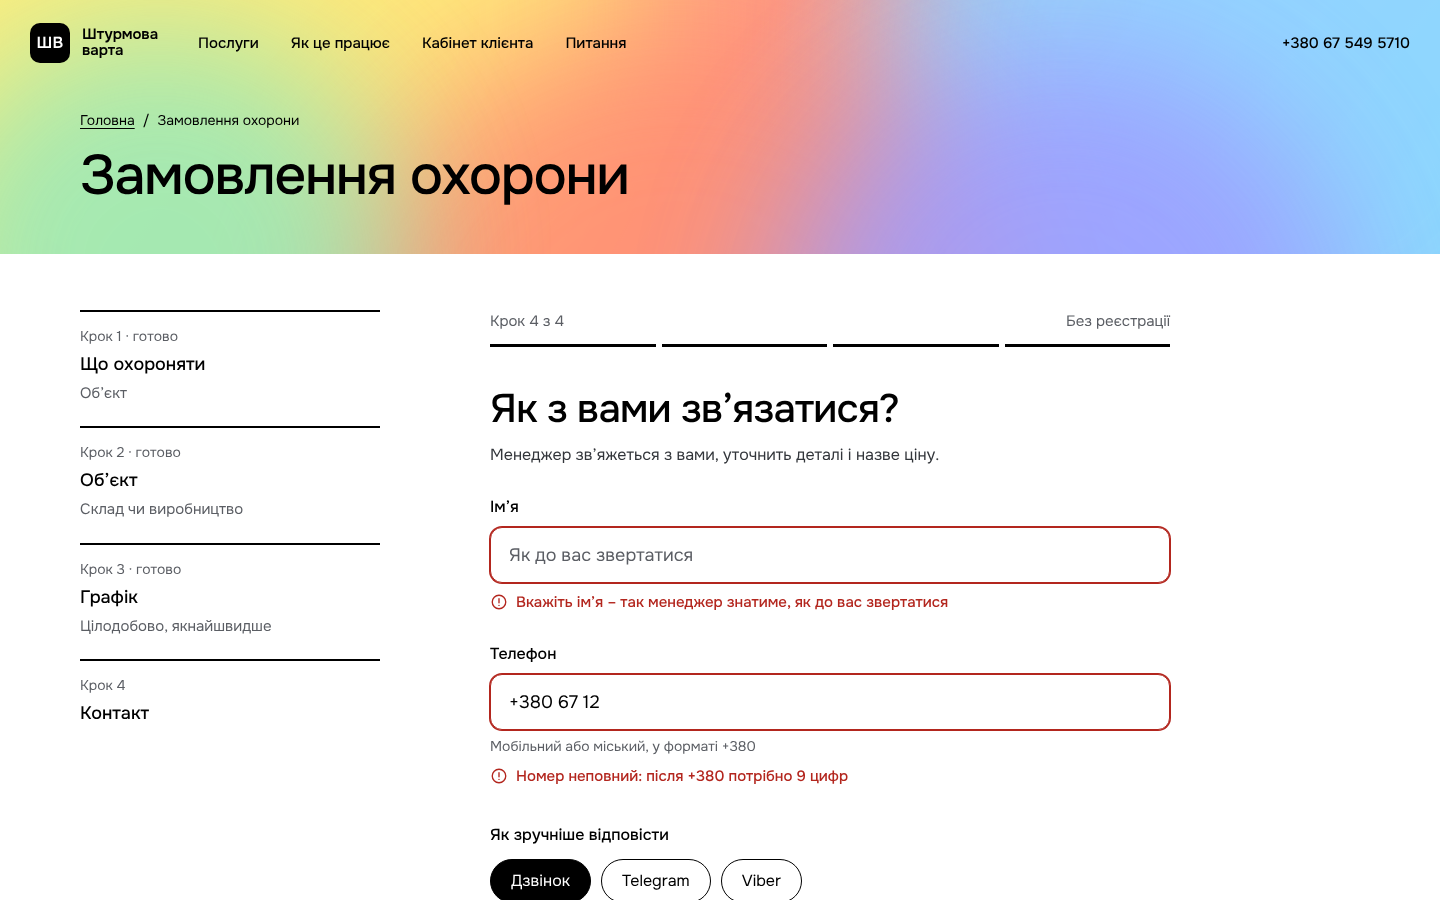 ШВ
Штурмова
варта
Послуги
Як це працює
Кабінет клієнта
Питання
+380 67 549 5710
Головна / Замовлення охорони
Замовлення охорони
Крок 1 · готово
Що охороняти
Об’єкт
Крок 2 · готово
Об’єкт
Склад чи виробництво
Крок 3 · готово
Графік
Цілодобово, якнайшвидше
Крок 4
Контакт
Крок 4 з 4
Без реєстрації
Як з вами зв’язатися?
Менеджер зв’яжеться з вами, уточнить деталі і назве ціну.
Ім’я
Як до вас звертатися
Вкажіть ім’я – так менеджер знатиме, як до вас звертатися
Телефон
+380 67 12
Мобільний або міський, у форматі +380
Номер неповний: після +380 потрібно 9 цифр
Як зручніше відповісти
Дзвінок
Telegram
Viber